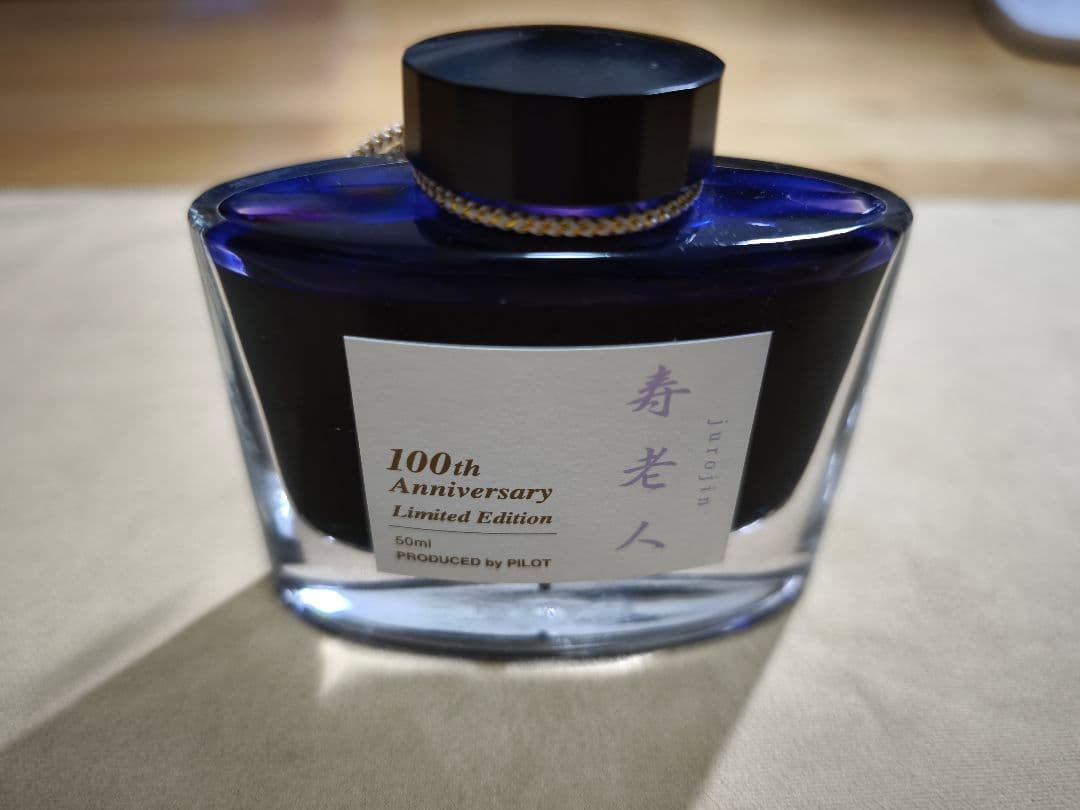 100th
Anniversary
Limited Edition
50ml
PRODUCED by PILOT
寿老人
jurojin